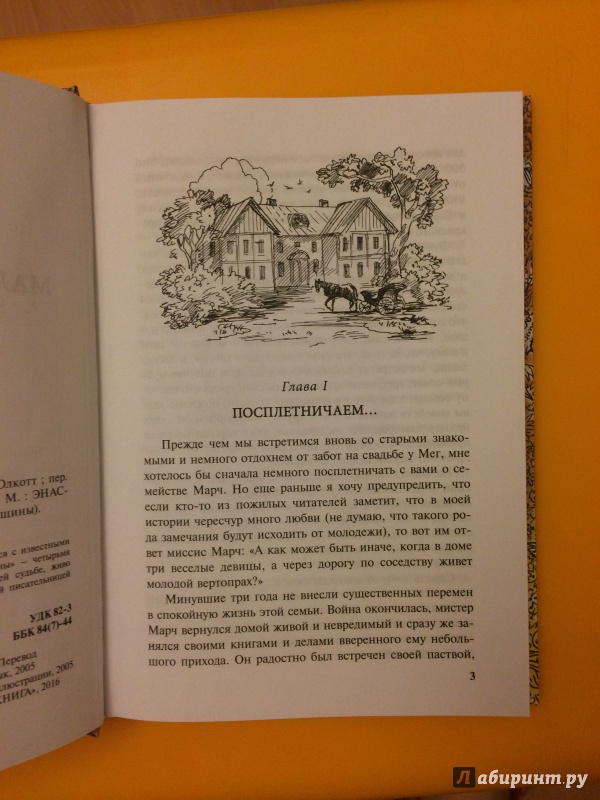 МАЛ
Олкотт ; пер.
М. : ЭНАС-
шины).
ся с известными
ны» – четырьмя
ей судьбе, живо
й писательницей
УДК 82-3
ББК 84(7)-44
Перевод
ык, 2005
ллюстрации, 2005
КНИГА», 2016
Глава I
ПОСПЛЕТНИЧАЕМ...
Прежде чем мы встретимся вновь со старыми знако-
мыми и немного отдохнем от забот на свадьбе у Мег, мне
хотелось бы сначала немного посплетничать с вами о се-
мействе Марч. Но еще раньше я хочу предупредить, что
если кто-то из пожилых читателей заметит, что в моей
истории чересчур много любви (не думаю, что такого ро-
да замечания будут исходить от молодежи), то вот им от-
вет миссис Марч: «А как может быть иначе, когда в доме
три веселые девицы, а через дорогу по соседству живет
молодой вертопрах?»
Минувшие три года не внесли существенных перемен
в спокойную жизнь этой семьи. Война окончилась, мистер
Марч вернулся домой живой и невредимый и сразу же за-
нялся своими книгами и делами вверенного ему неболь-
шого прихода. Он радостно был встречен своей паствой,
3
Лабиринт.ру